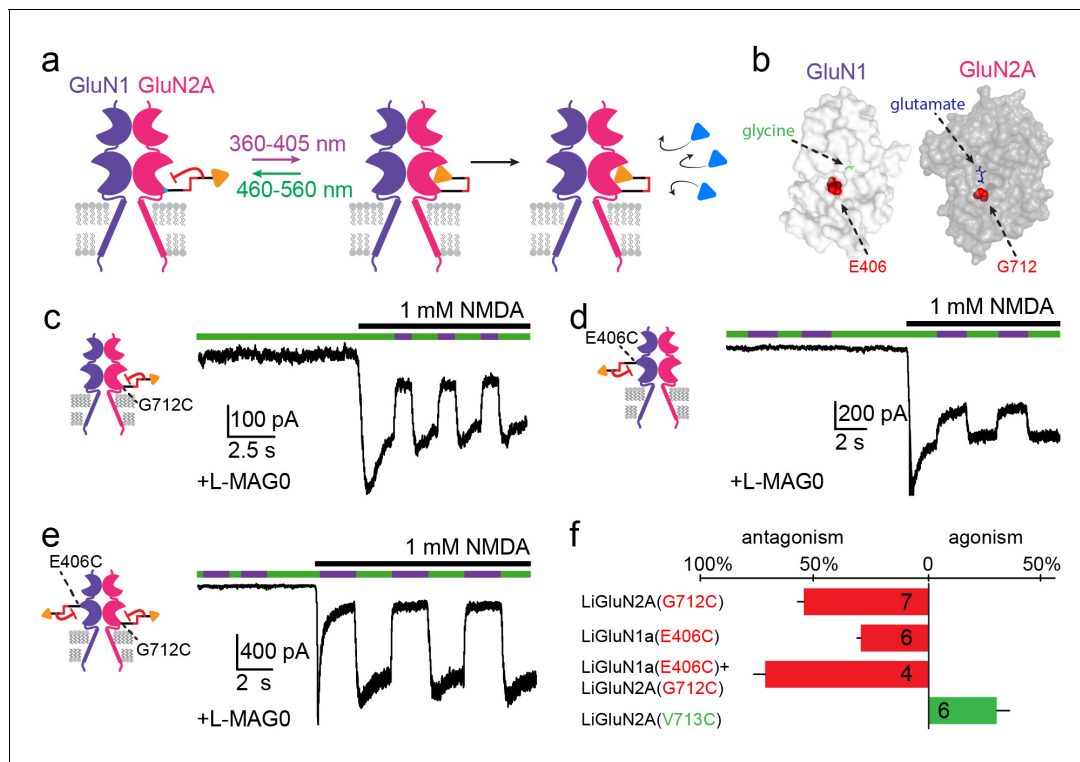 a
GluN1 GluN2A
360-405 nm
460-560 nm
b
GluN1
GluN2A
glutamate
glycine
E406
G712
c
1 mM NMDA
G712C
100 pA
2.5 s
+L-MAG0
d
1 mM NMDA
E406C
200 pA
2 s
+L-MAG0
e
1 mM NMDA
E406C
G712C
400 pA
2 s
+L-MAG0
f
antagonism agonism
100% 50% 0 50%
LiGluN2A(G712C) 7
LiGluN1a(E406C) 6
LiGluN1a(E406C)+
LiGluN2A(G712C) 4
LiGluN2A(V713C) 6